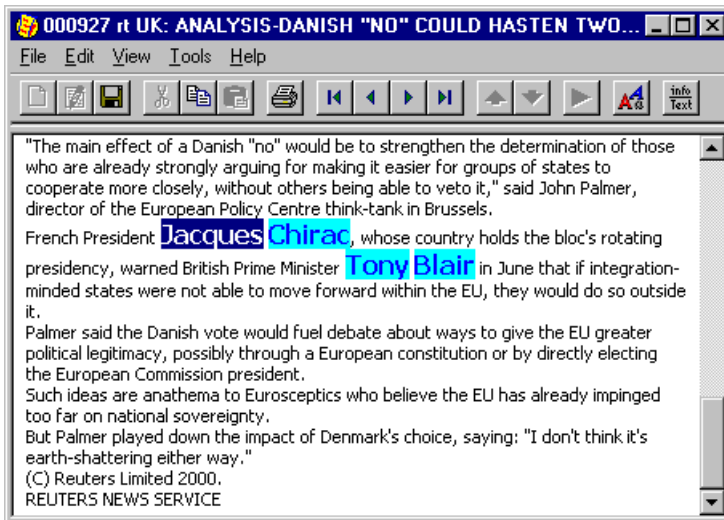 000927 rt UK: ANALYSIS-DANISH "NO" COULD HASTEN TWO...
File Edit View Tools Help
info Text
"The main effect of a Danish "no" would be to strengthen the determination of those
who are already strongly arguing for making it easier for groups of states to
cooperate more closely, without others being able to veto it," said John Palmer,
director of the European Policy Centre think-tank in Brussels.
French President Jacques Chirac, whose country holds the bloc's rotating
presidency, warned British Prime Minister Tony Blair in June that if integration-
minded states were not able to move forward within the EU, they would do so outside
it.
Palmer said the Danish vote would fuel debate about ways to give the EU greater
political legitimacy, possibly through a European constitution or by directly electing
the European Commission president.
Such ideas are anathema to Eurosceptics who believe the EU has already impinged
too far on national sovereignty.
But Palmer played down the impact of Denmark's choice, saying: "I don't think it's
earth-shattering either way."
(C) Reuters Limited 2000.
REUTERS NEWS SERVICE